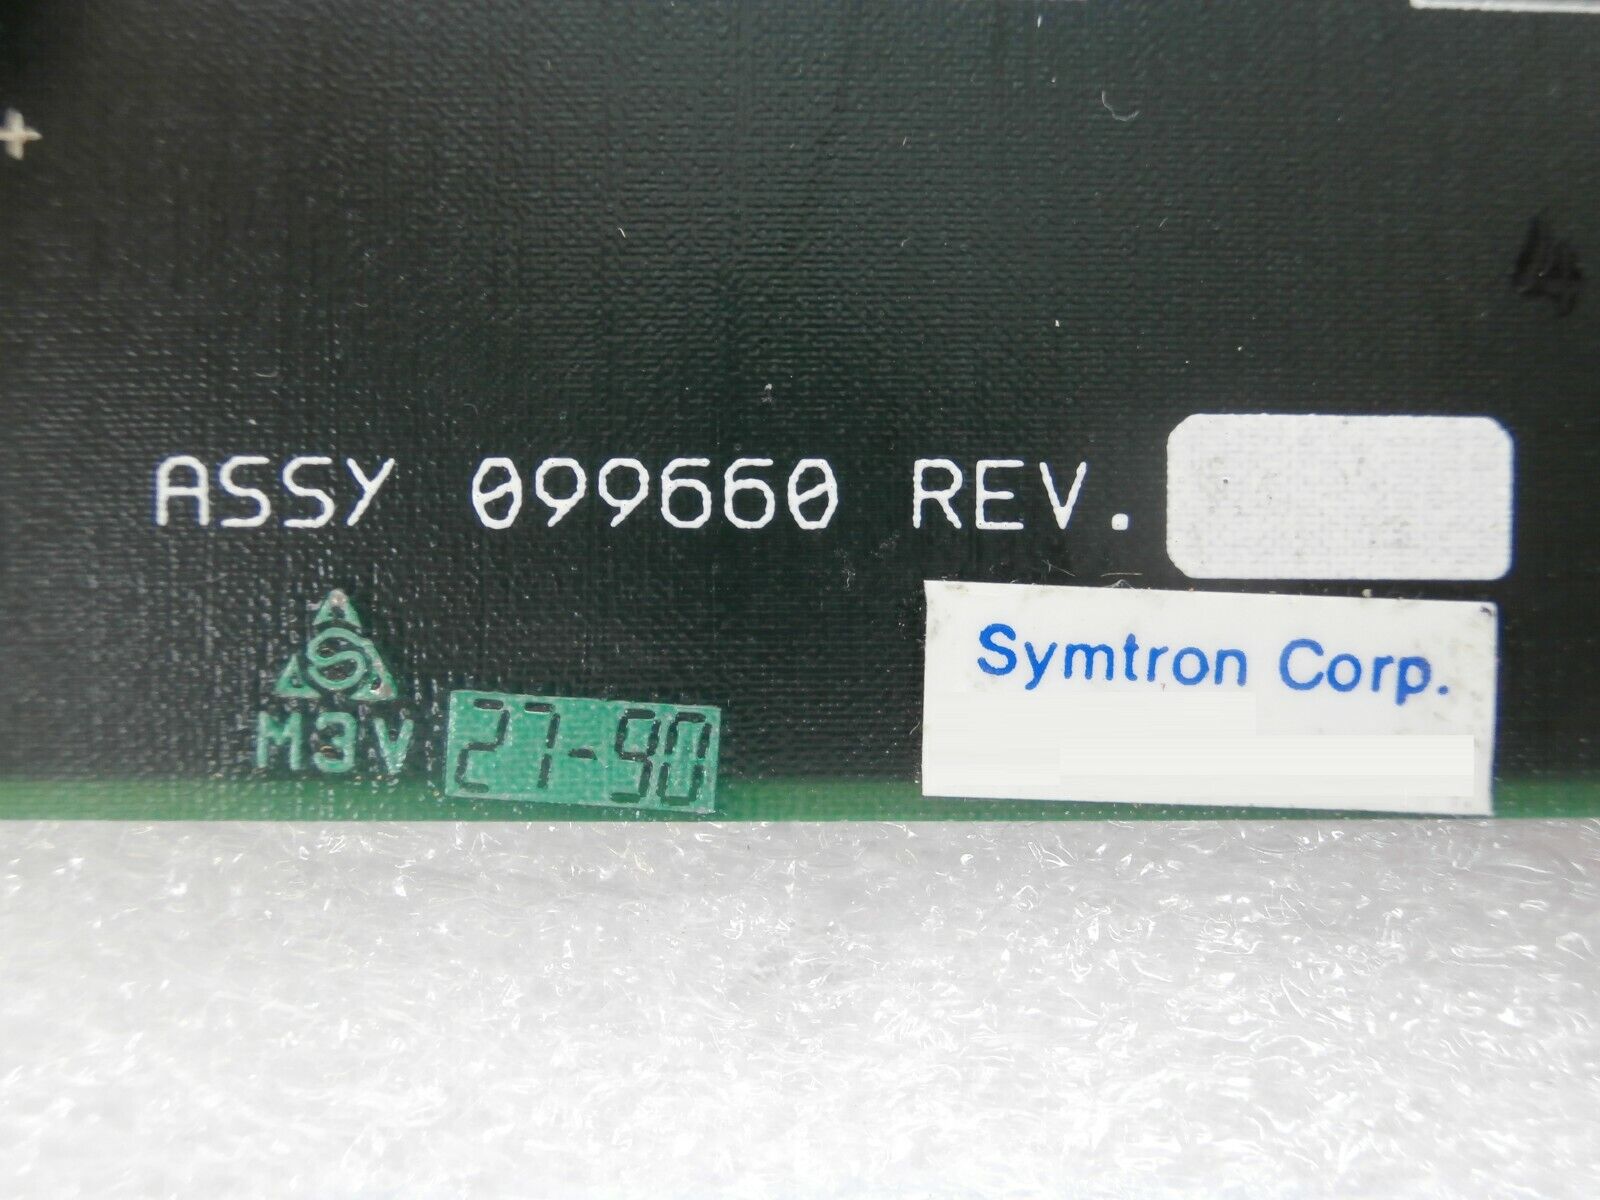 ASSY 099660 REV.
Symtron Corp.
S
M3V
27-90